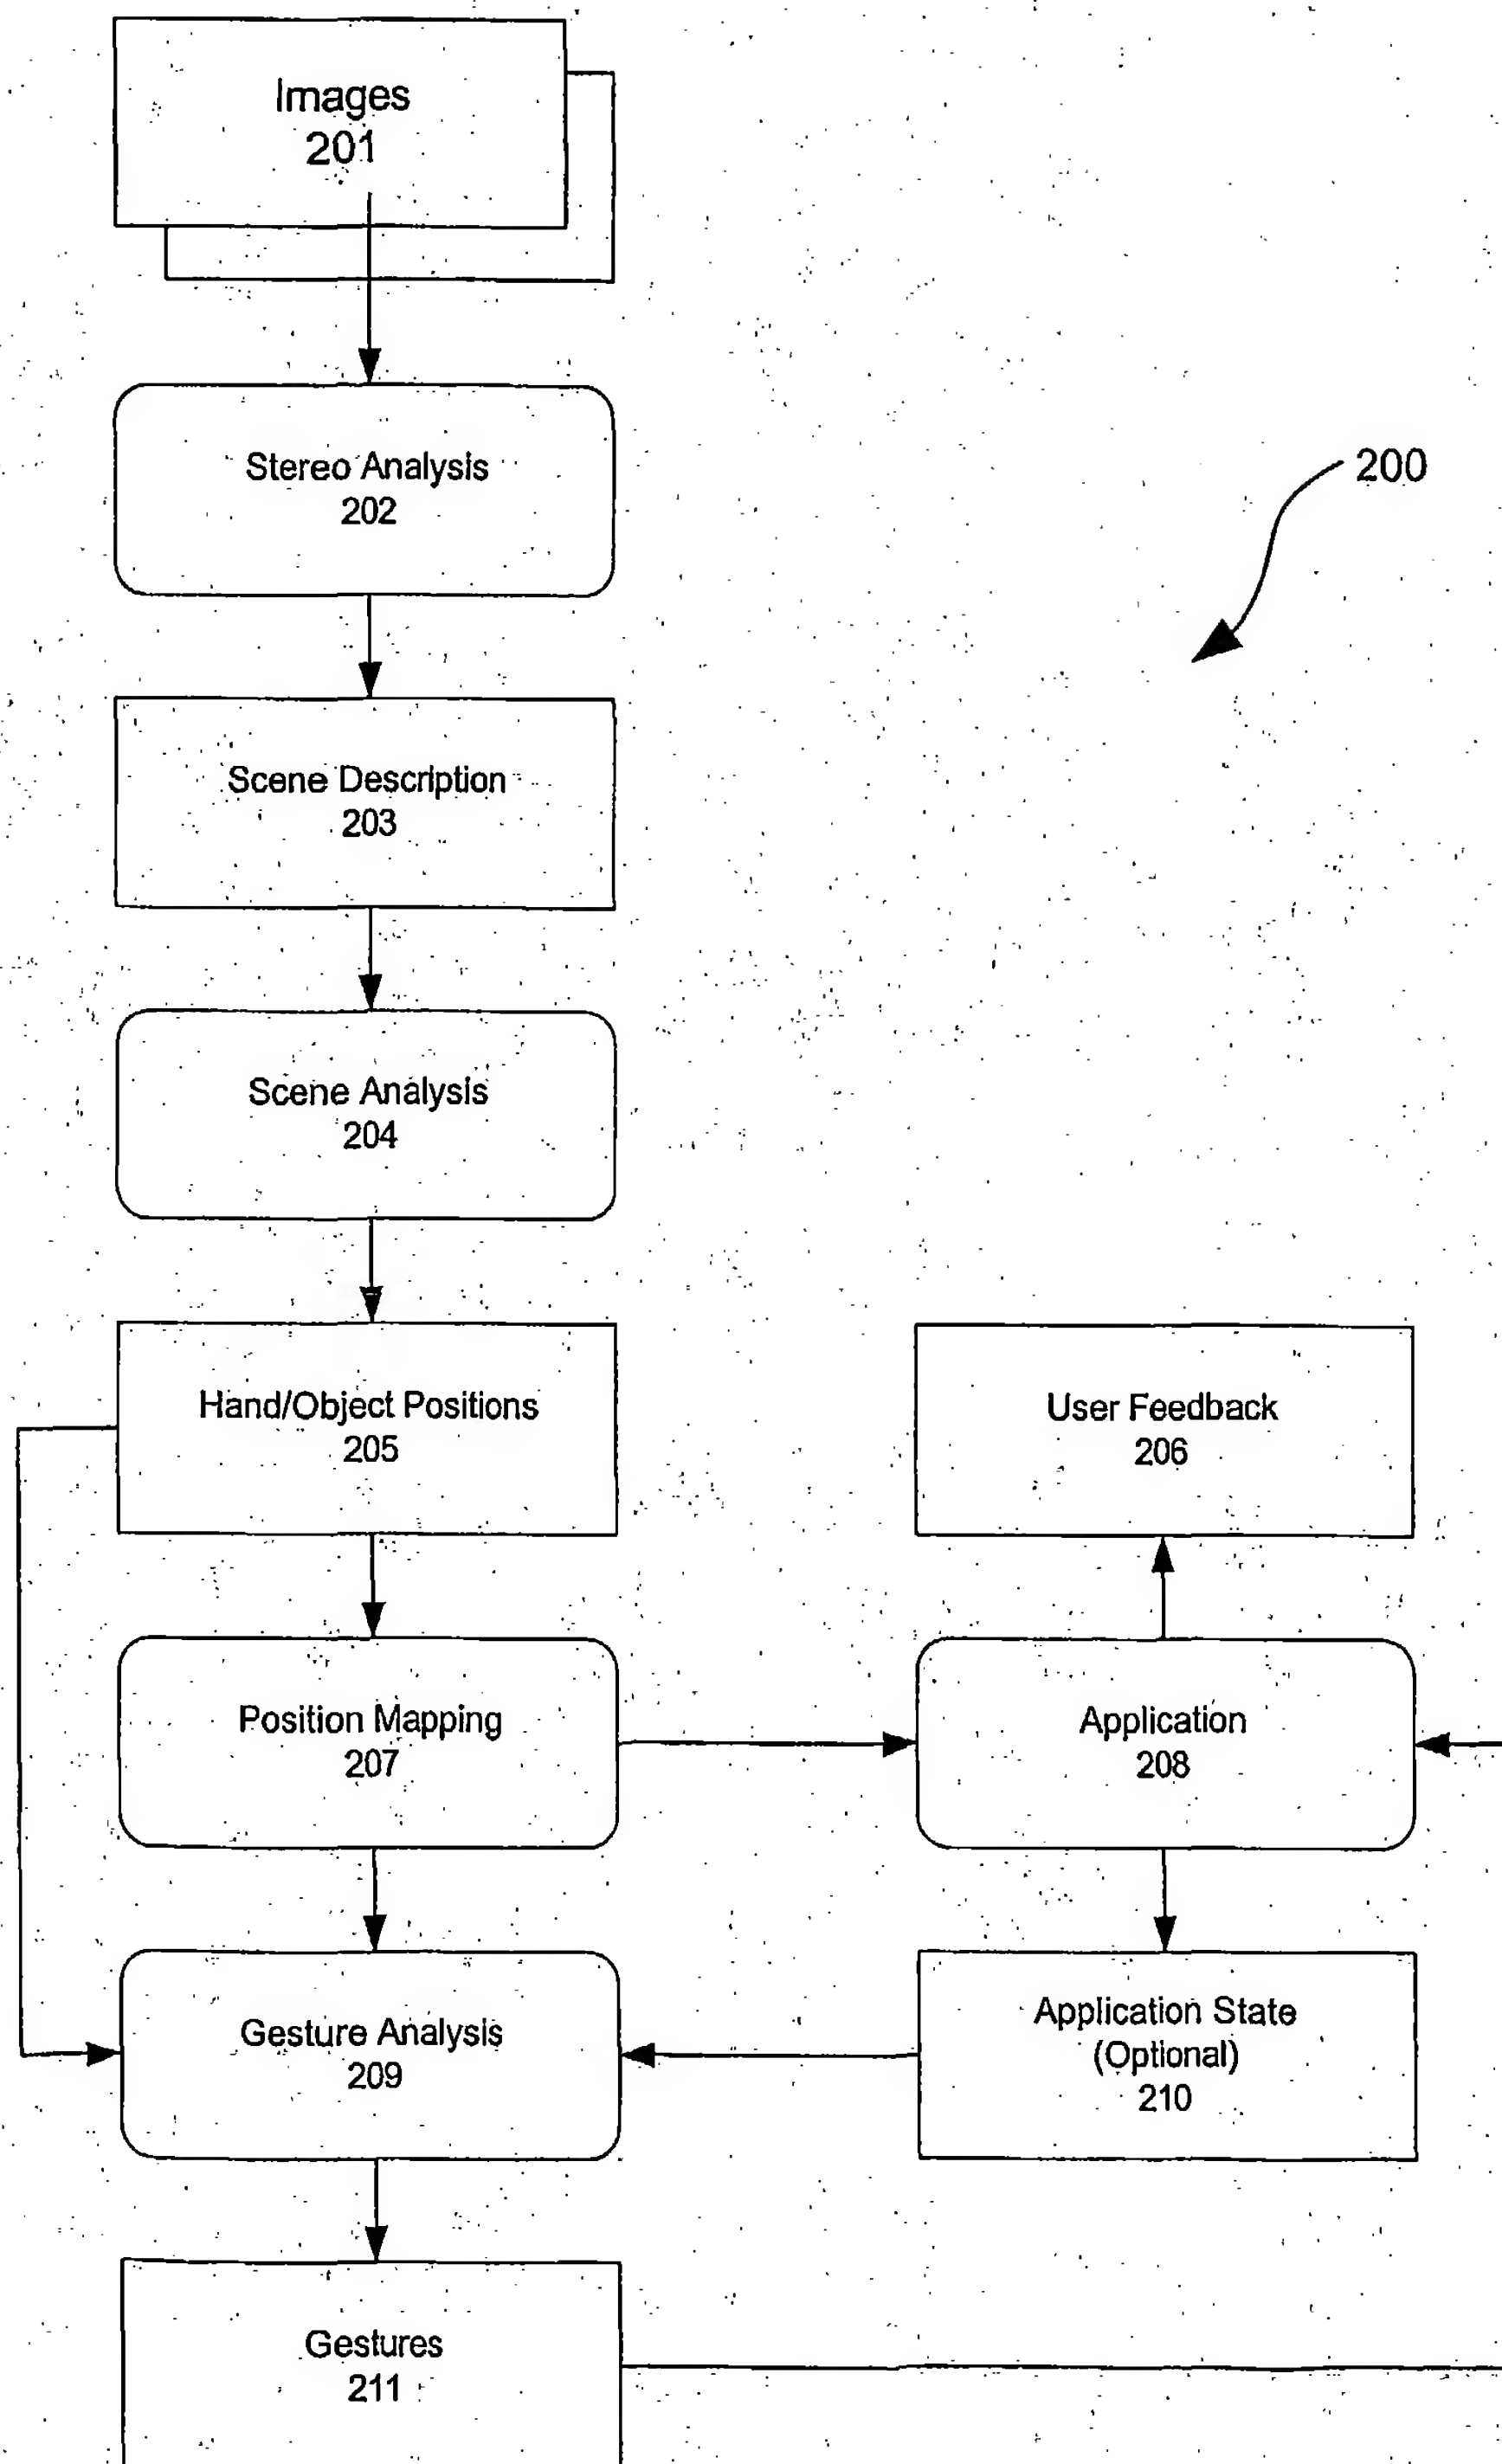 Images
201
Stereo Analysis
202
200
Scene Description
203
Scene Analysis
204
Hand/Object Positions
205
User Feedback
206
Position Mapping
207
Application
208
Gesture Analysis
209
Application State
(Optional)
210
Gestures
211